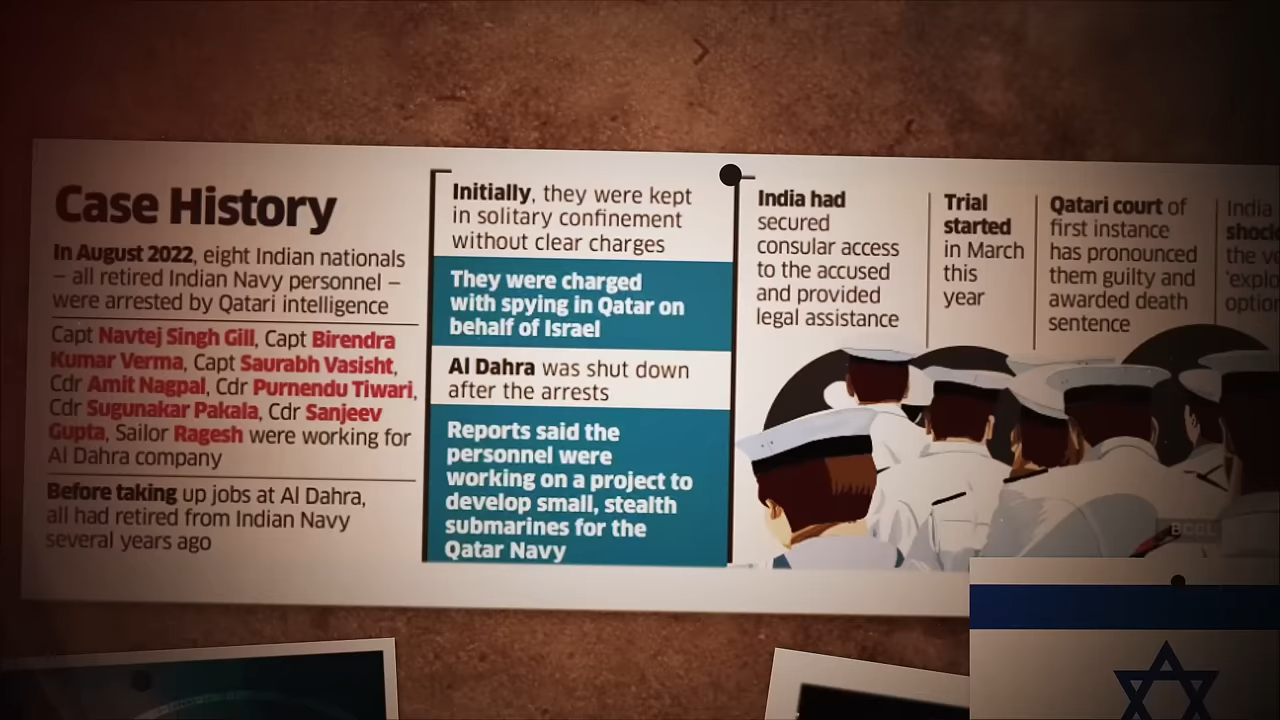 Case History
In August 2022, eight Indian nationals
– all retired Indian Navy personnel –
were arrested by Qatari intelligence
Capt Navtej Singh Gill, Capt Birendra
Kumar Verma, Capt Saurabh Vasisht,
Cdr Amit Nagpal, Cdr Purnendu Tiwari,
Cdr Sugunakar Pakala, Cdr Sanjeev
Gupta, Sailor Ragesh were working for
Al Dahra company
Before taking up jobs at Al Dahra,
all had retired from Indian Navy
several years ago
Initially, they were kept
in solitary confinement
without clear charges
They were charged
with spying in Qatar on
behalf of Israel
Al Dahra was shut down
after the arrests
Reports said the
personnel were
working on a project to
develop small, stealth
submarines for the
Qatar Navy
India had
secured
consular access
to the accused
and provided
legal assistance
Trial
started
in March
this
year
Qatari court of
first instance
has pronounced
them guilty and
awarded death
sentence
India
the
BCCL